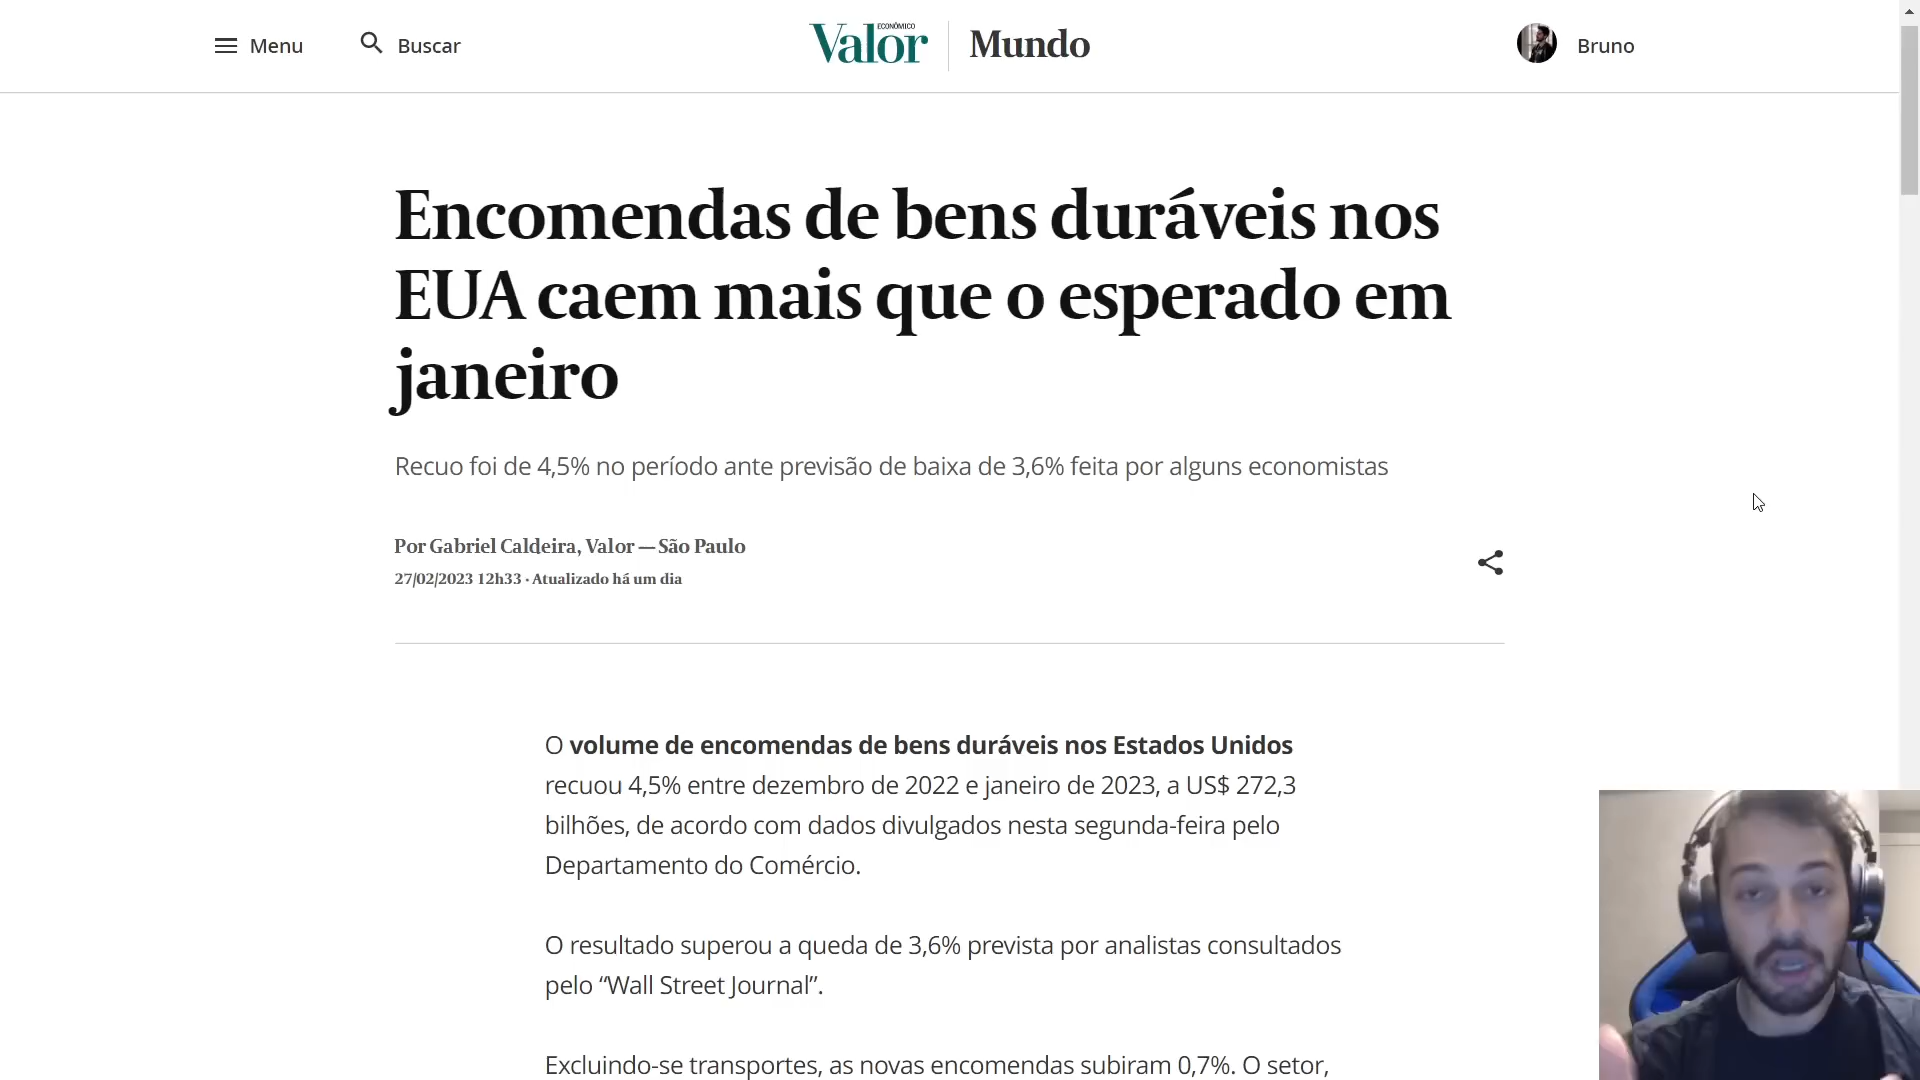 Menu
Buscar
Valor
ECONÔMICO
Mundo
Bruno
Encomendas de bens duráveis nos
EUA caem mais que o esperado em
janeiro
Recuo foi de 4,5% no período ante previsão de baixa de 3,6% feita por alguns economistas
Por Gabriel Caldeira, Valor — São Paulo
27/02/2023 12h33 · Atualizado há um dia
O volume de encomendas de bens duráveis nos Estados Unidos
recuou 4,5% entre dezembro de 2022 e janeiro de 2023, a US$ 272,3
bilhões, de acordo com dados divulgados nesta segunda-feira pelo
Departamento do Comércio.
O resultado superou a queda de 3,6% prevista por analistas consultados
pelo “Wall Street Journal”.
Excluindo-se transportes, as novas encomendas subiram 0,7%. O setor,